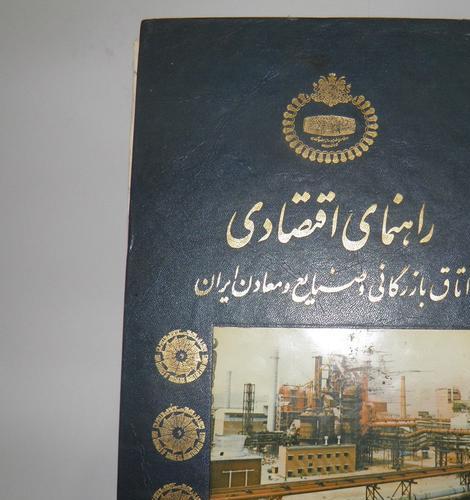 راهنمای اقتصادی
اتاق بازرگانی و صنایع و معادن ایران